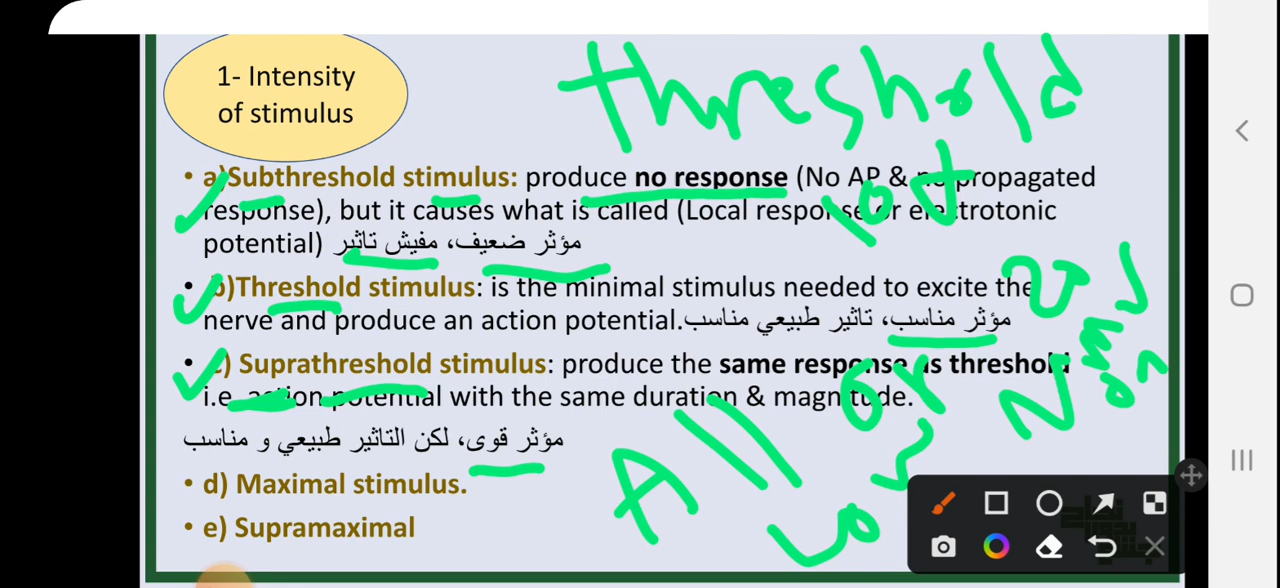 1- Intensity
of stimulus
threshold
• a)Subthreshold stimulus: produce no response (No AP & no propagated
response), but it causes what is called (Local response or electrotonic
potential) مؤثر ضعيف، مفيش تاثير
• b)Threshold stimulus: is the minimal stimulus needed to excite the
nerve and produce an action potential.مؤثر مناسب، تاثير طبيعي مناسب
• c) Suprathreshold stimulus: produce the same response as threshold
i.e. action potential with the same duration & magnitude.
مؤثر قوى، لكن التاثير طبيعي و مناسب
All or
• d) Maximal stimulus.
• e) Supramaximal